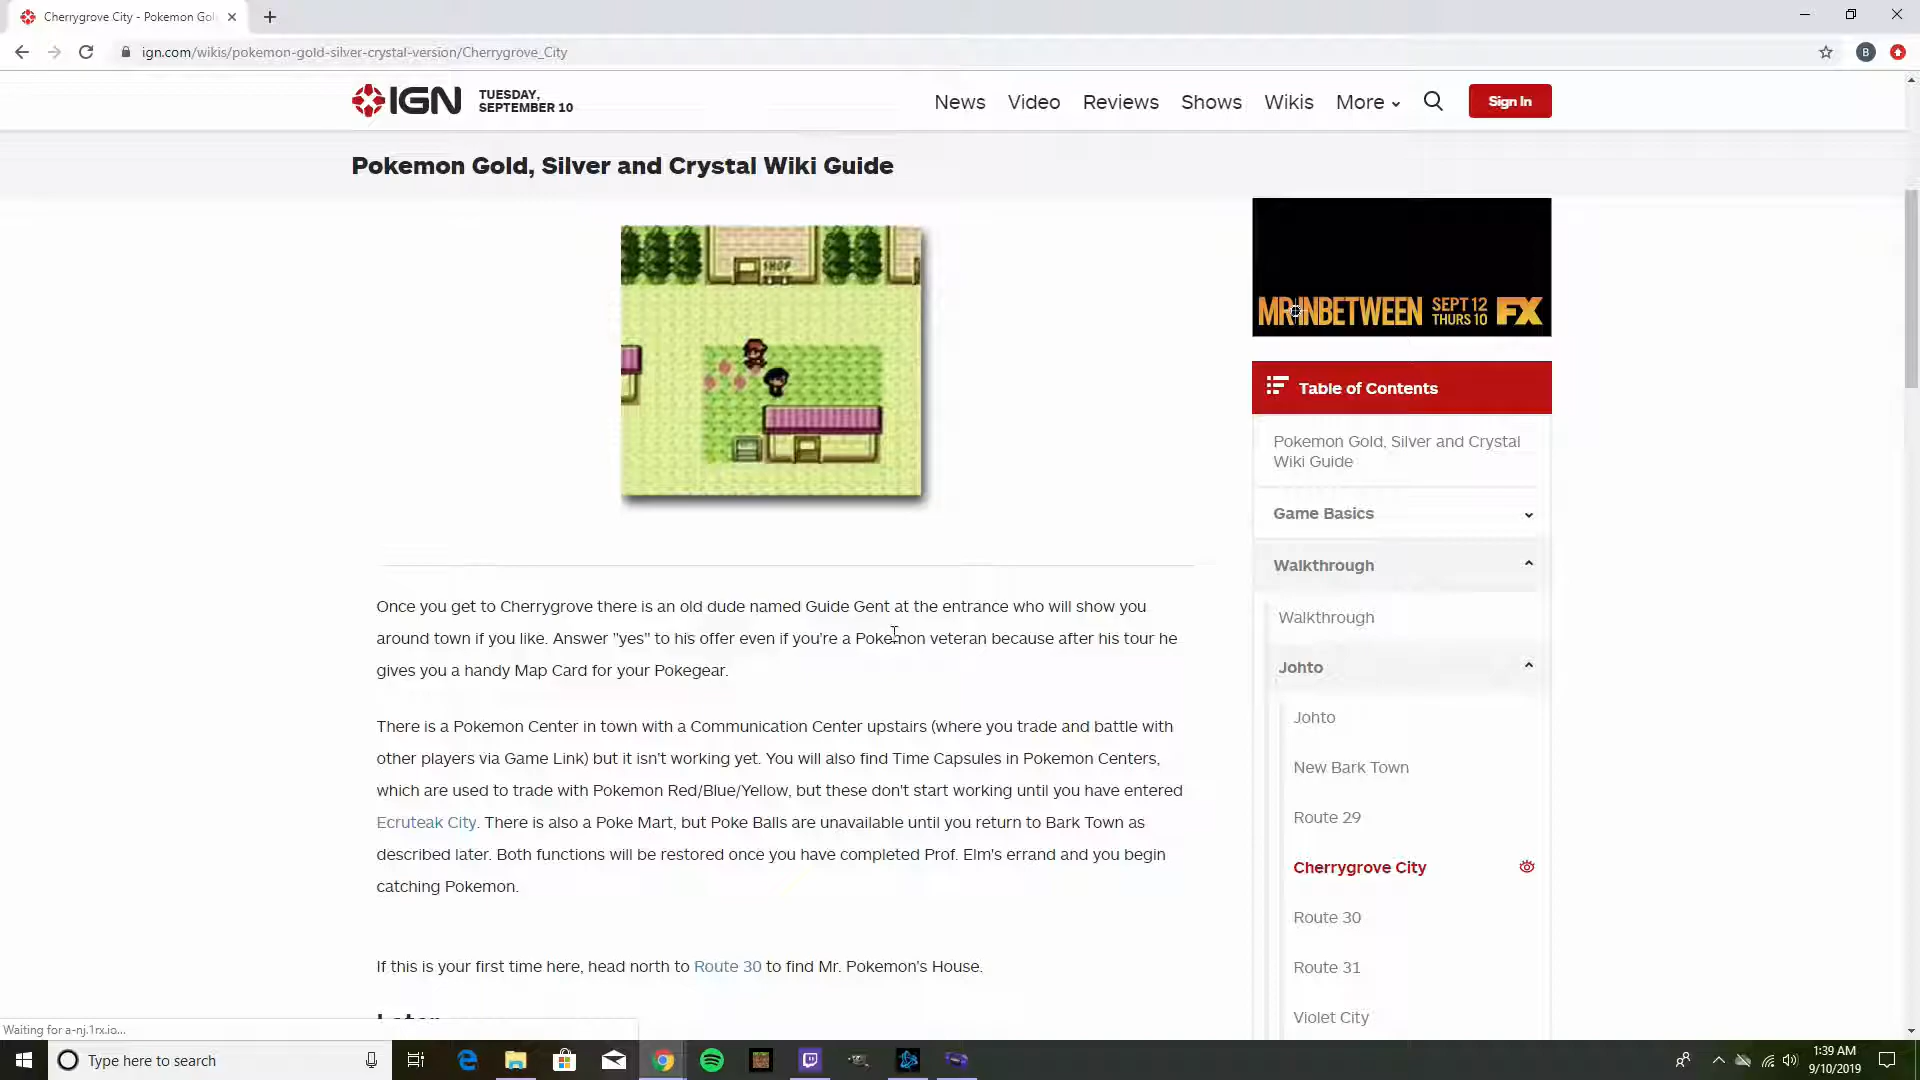 Cherrygrove City - Pokemon Gol
ign.com/wikis/pokemon-gold-silver-crystal-version/Cherrygrove_City
B
IGN
TUESDAY,
SEPTEMBER 10
News
Video
Reviews
Shows
Wikis
More
Sign In
Pokemon Gold, Silver and Crystal Wiki Guide
SHOP
MR INBETWEEN
SEPT 12
THURS 10
FX
Table of Contents
Pokemon Gold, Silver and Crystal
Wiki Guide
Game Basics
Walkthrough
Walkthrough
Johto
Johto
New Bark Town
Route 29
Cherrygrove City
Route 30
Route 31
Violet City
Once you get to Cherrygrove there is an old dude named Guide Gent at the entrance who will show you
around town if you like. Answer "yes" to his offer even if you're a Pokemon veteran because after his tour he
gives you a handy Map Card for your Pokegear.
There is a Pokemon Center in town with a Communication Center upstairs (where you trade and battle with
other players via Game Link) but it isn't working yet. You will also find Time Capsules in Pokemon Centers,
which are used to trade with Pokemon Red/Blue/Yellow, but these don't start working until you have entered
Ecruteak City. There is also a Poke Mart, but Poke Balls are unavailable until you return to Bark Town as
described later. Both functions will be restored once you have completed Prof. Elm's errand and you begin
catching Pokemon.
If this is your first time here, head north to Route 30 to find Mr. Pokemon's House.
Later
Waiting for a-nj.1rx.io...
Type here to search
1:39 AM
9/10/2019